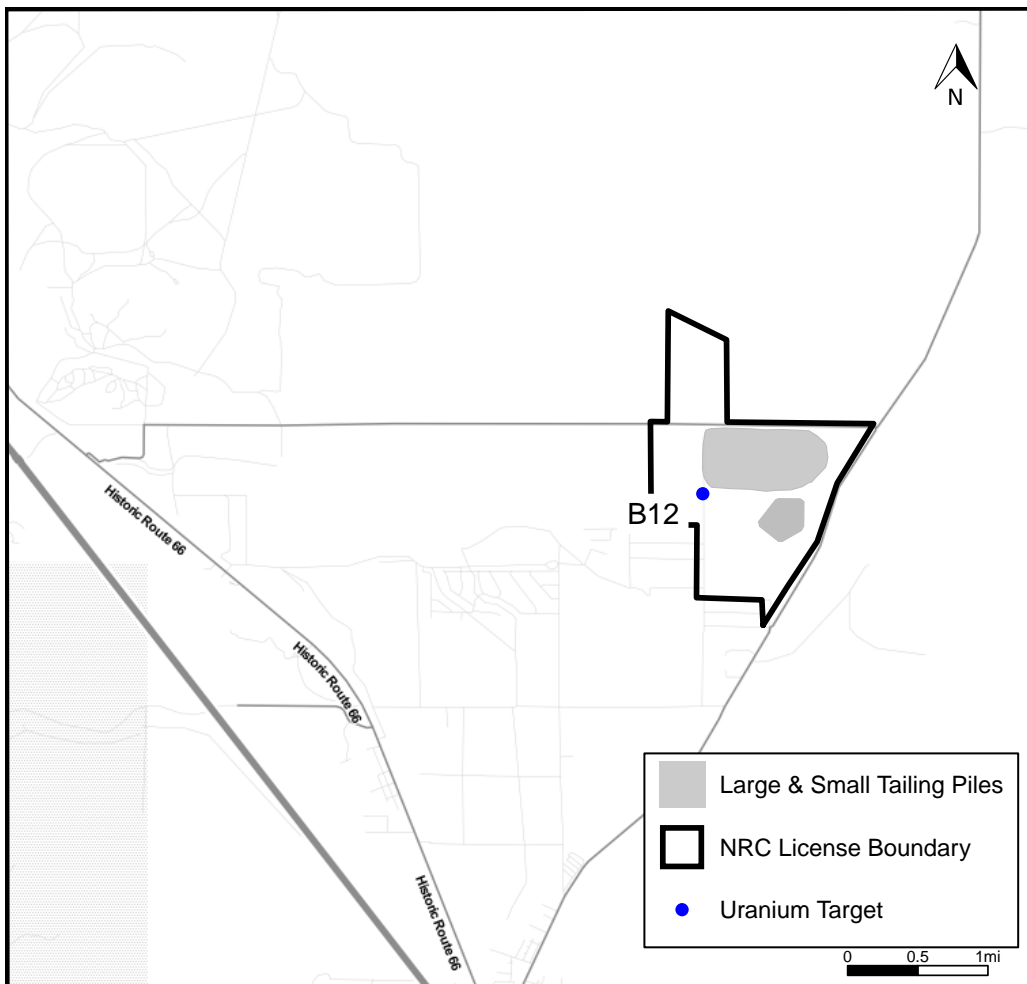 N
B12
Historic Route 66
Historic Route 66
Historic Route 66
Large & Small Tailing Piles
NRC License Boundary
Uranium Target
0 0.5 1mi